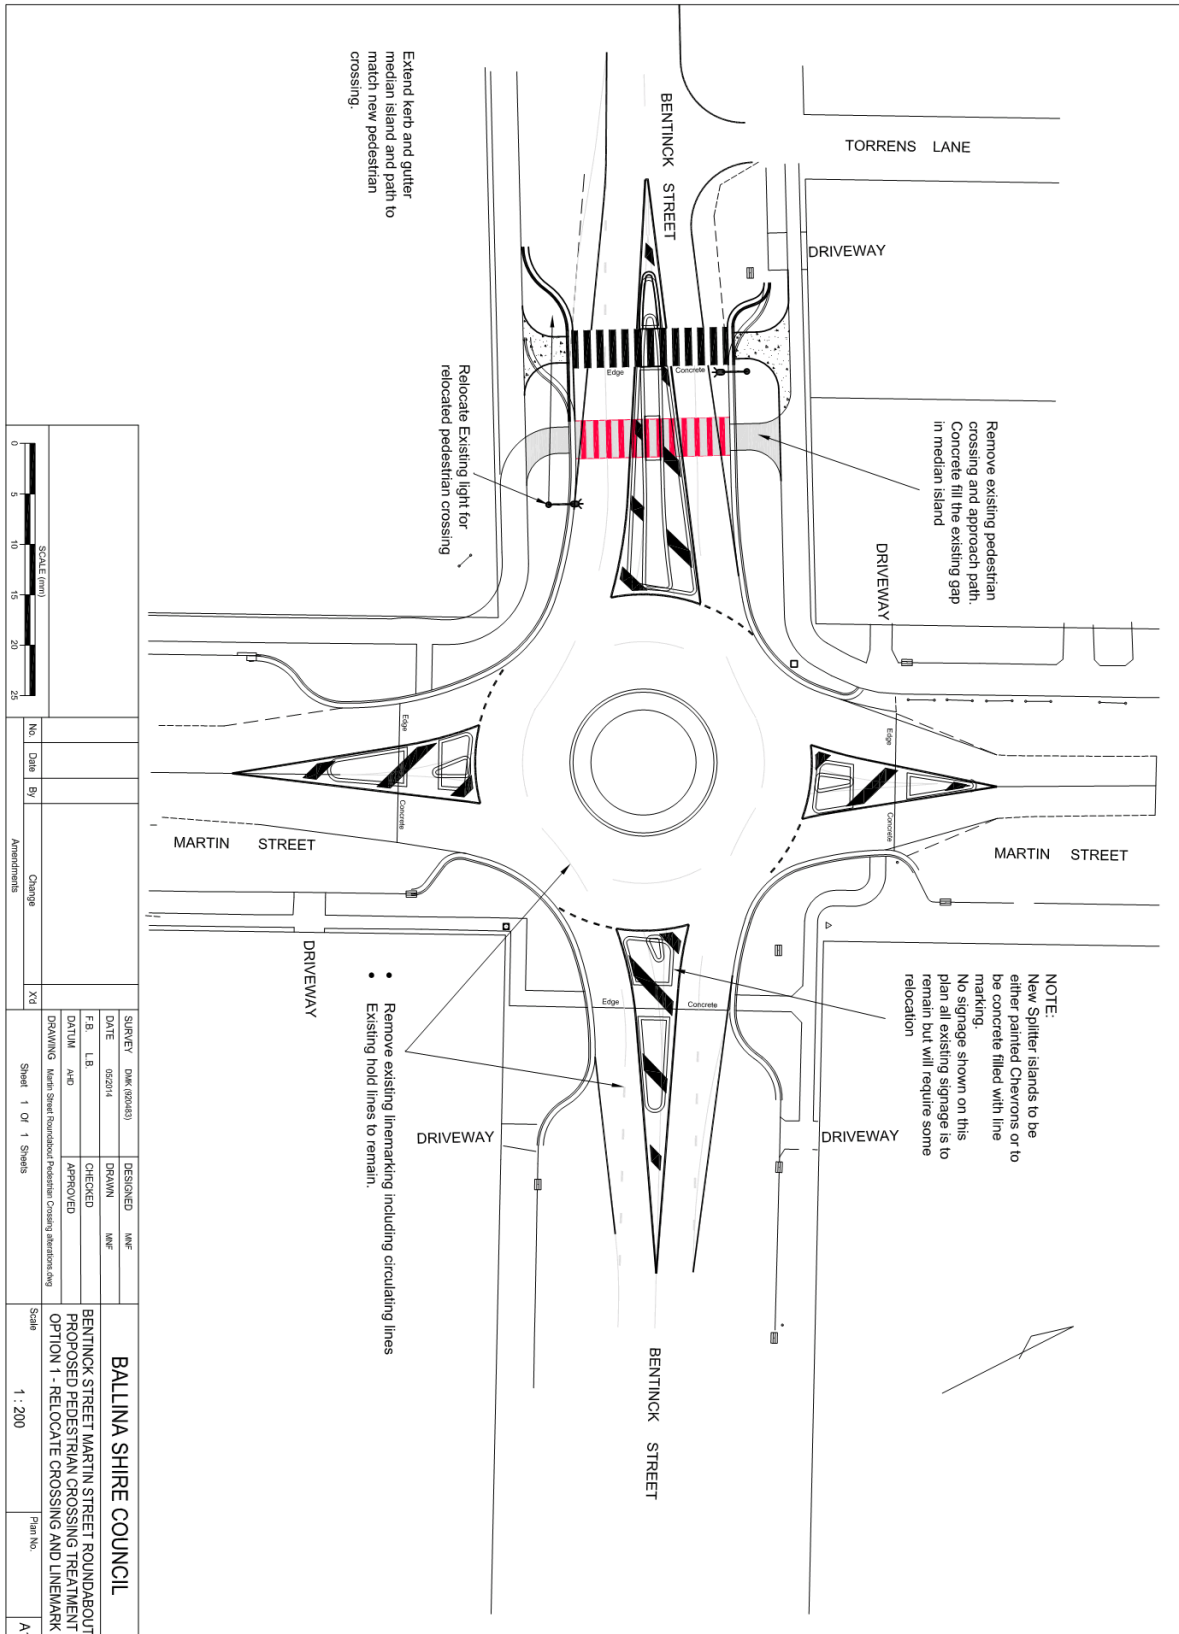 BENTINCK STREET
TORRENS LANE
DRIVEWAY
Extend kerb and gutter
median island and path to
match new pedestrian
crossing.
Edge
Concrete
Relocate Existing light for
relocated pedestrian crossing
Remove existing pedestrian
crossing and approach path.
Concrete fill the existing gap
in median island
DRIVEWAY
Edge
Concrete
MARTIN STREET
Edge
Concrete
MARTIN STREET
DRIVEWAY
Edge
Concrete
DRIVEWAY
DRIVEWAY
NOTE:
New Splitter islands to be
either painted Chevrons or to
be concrete filled with line
marking.
No signage shown on this
plan all existing signage is to
remain but will require some
relocation
• Remove existing linemarking including circulating lines
• Existing hold lines to remain.
BENTINCK STREET
0 5 10 15 20 25
SCALE (mm)
No. Date By Change X'd
Amendments
SURVEY DMK (920483)
DATE 05/2014
F.B. L.B.
DATUM AHD
DESIGNED MNF
DRAWN MNF
CHECKED
APPROVED
DRAWING Martin Street Roundabout Pedestrian Crossing alterations.dwg
Sheet 1 Of 1 Sheets
BALLINA SHIRE COUNCIL
BENTINCK STREET MARTIN STREET ROUNDABOUT
PROPOSED PEDESTRIAN CROSSING TREATMENT
OPTION 1 - RELOCATE CROSSING AND LINEMARK
Scale
1 : 200
Plan No.